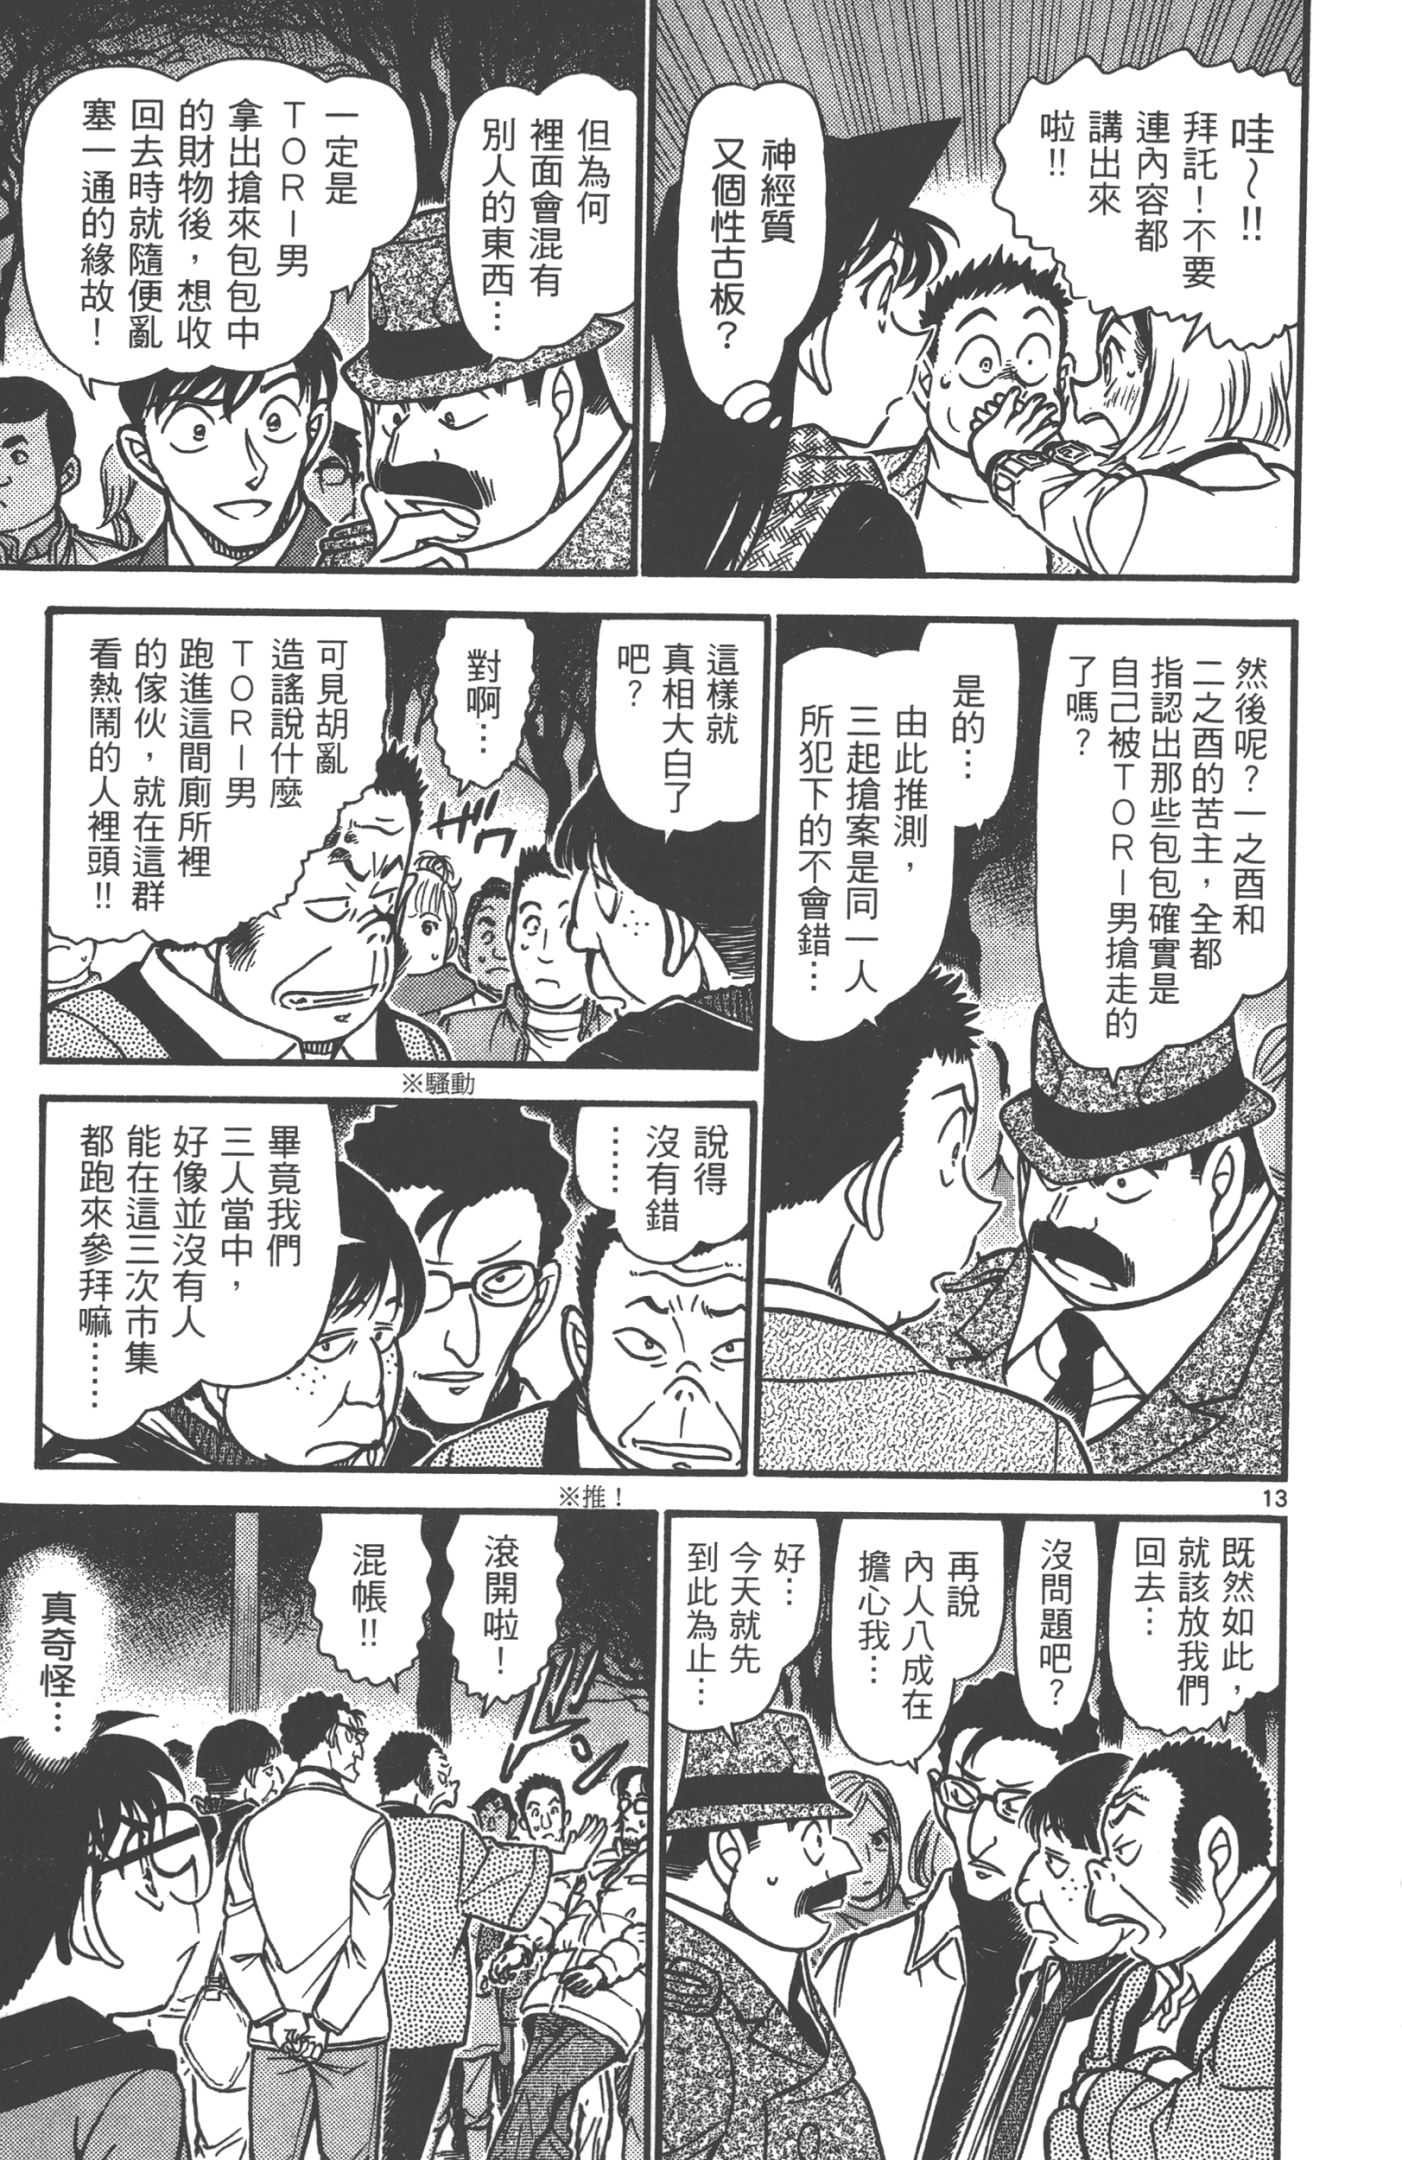 哇～!!
拜託！不要
連內容都
講出來
啦!!
神經質
又個性古板？
但為何
裡面會混有
別人的東西…
一定是
ＴＯＲＩ男
拿出搶來包包中
的財物後，想收
回去時就隨便亂
塞一通的緣故！
然後呢？一之酉和
二之酉的苦主，全都
指認出那些包包確實是
自己被ＴＯＲＩ男搶走的
了嗎？
是的…
由此推測，
三起搶案是同一人
所犯下的不會錯…
這樣就
真相大白了
吧？
對啊…
可見胡亂
造謠說什麼
ＴＯＲＩ男
跑進這間廁所裡
的傢伙，就在這群
看熱鬧的人裡頭!!
ザワ
※騷動
說得
沒有錯
……
畢竟我們
三人當中，
好像並沒有人
能在這三次市集
都跑來參拜嘛……
13
既然如此，
就該放我們
回去…
沒問題吧？
再說
內人八成在
擔心我…
好…
今天就先
到此為止…
※推！
滾開啦！
ドン
混帳!!
真奇怪…